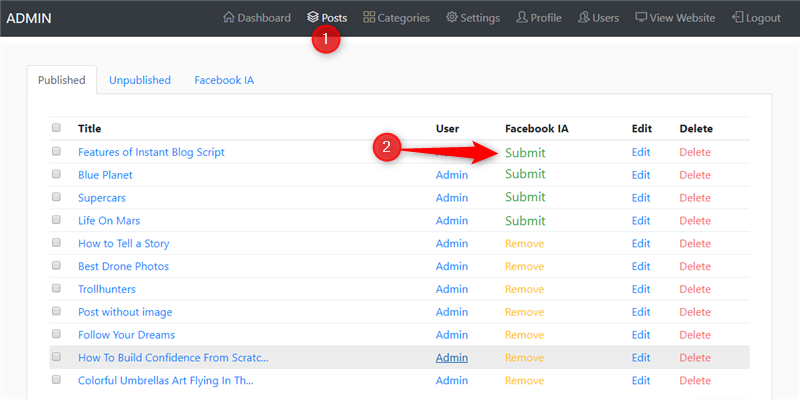 ADMIN Dashboard Posts Categories Settings Profile Users View Website Logout
1
Published Unpublished Facebook IA
Title User Facebook IA Edit Delete
2
Features of Instant Blog Script Submit Edit Delete
Blue Planet Admin Submit Edit Delete
Supercars Admin Submit Edit Delete
Life On Mars Admin Submit Edit Delete
How to Tell a Story Admin Remove Edit Delete
Best Drone Photos Admin Remove Edit Delete
Trollhunters Admin Remove Edit Delete
Post without image Admin Remove Edit Delete
Follow Your Dreams Admin Remove Edit Delete
How To Build Confidence From Scratc... Admin Remove Edit Delete
Colorful Umbrellas Art Flying In Th... Admin Remove Edit Delete